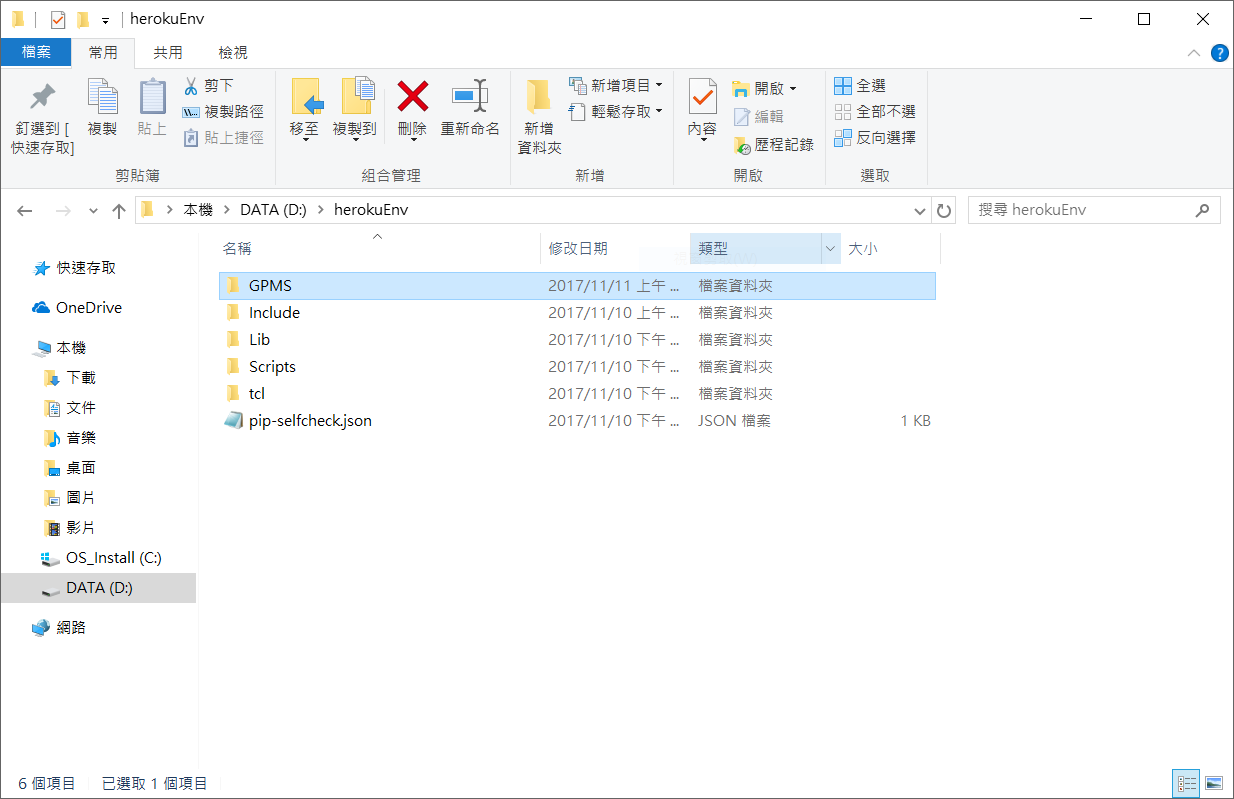 herokuEnv
檔案 常用 共用 檢視
釘選到 [
快速存取]
複製
貼上
剪下
複製路徑
貼上捷徑
剪貼簿
移至
複製到
刪除
重新命名
組合管理
新增
資料夾
新增項目
輕鬆存取
新增
內容
開啟
編輯
歷程記錄
開啟
全選
全部不選
反向選擇
選取
本機 DATA (D:) herokuEnv
搜尋 herokuEnv
快速存取
OneDrive
本機
下載
文件
音樂
桌面
圖片
影片
OS_Install (C:)
DATA (D:)
網路
名稱 修改日期 類型 大小
GPMS 2017/11/11 上午 ... 檔案資料夾
Include 2017/11/10 上午 ... 檔案資料夾
Lib 2017/11/10 下午 ... 檔案資料夾
Scripts 2017/11/10 下午 ... 檔案資料夾
tcl 2017/11/10 下午 ... 檔案資料夾
pip-selfcheck.json 2017/11/10 下午 ... JSON 檔案 1 KB
6 個項目 已選取 1 個項目